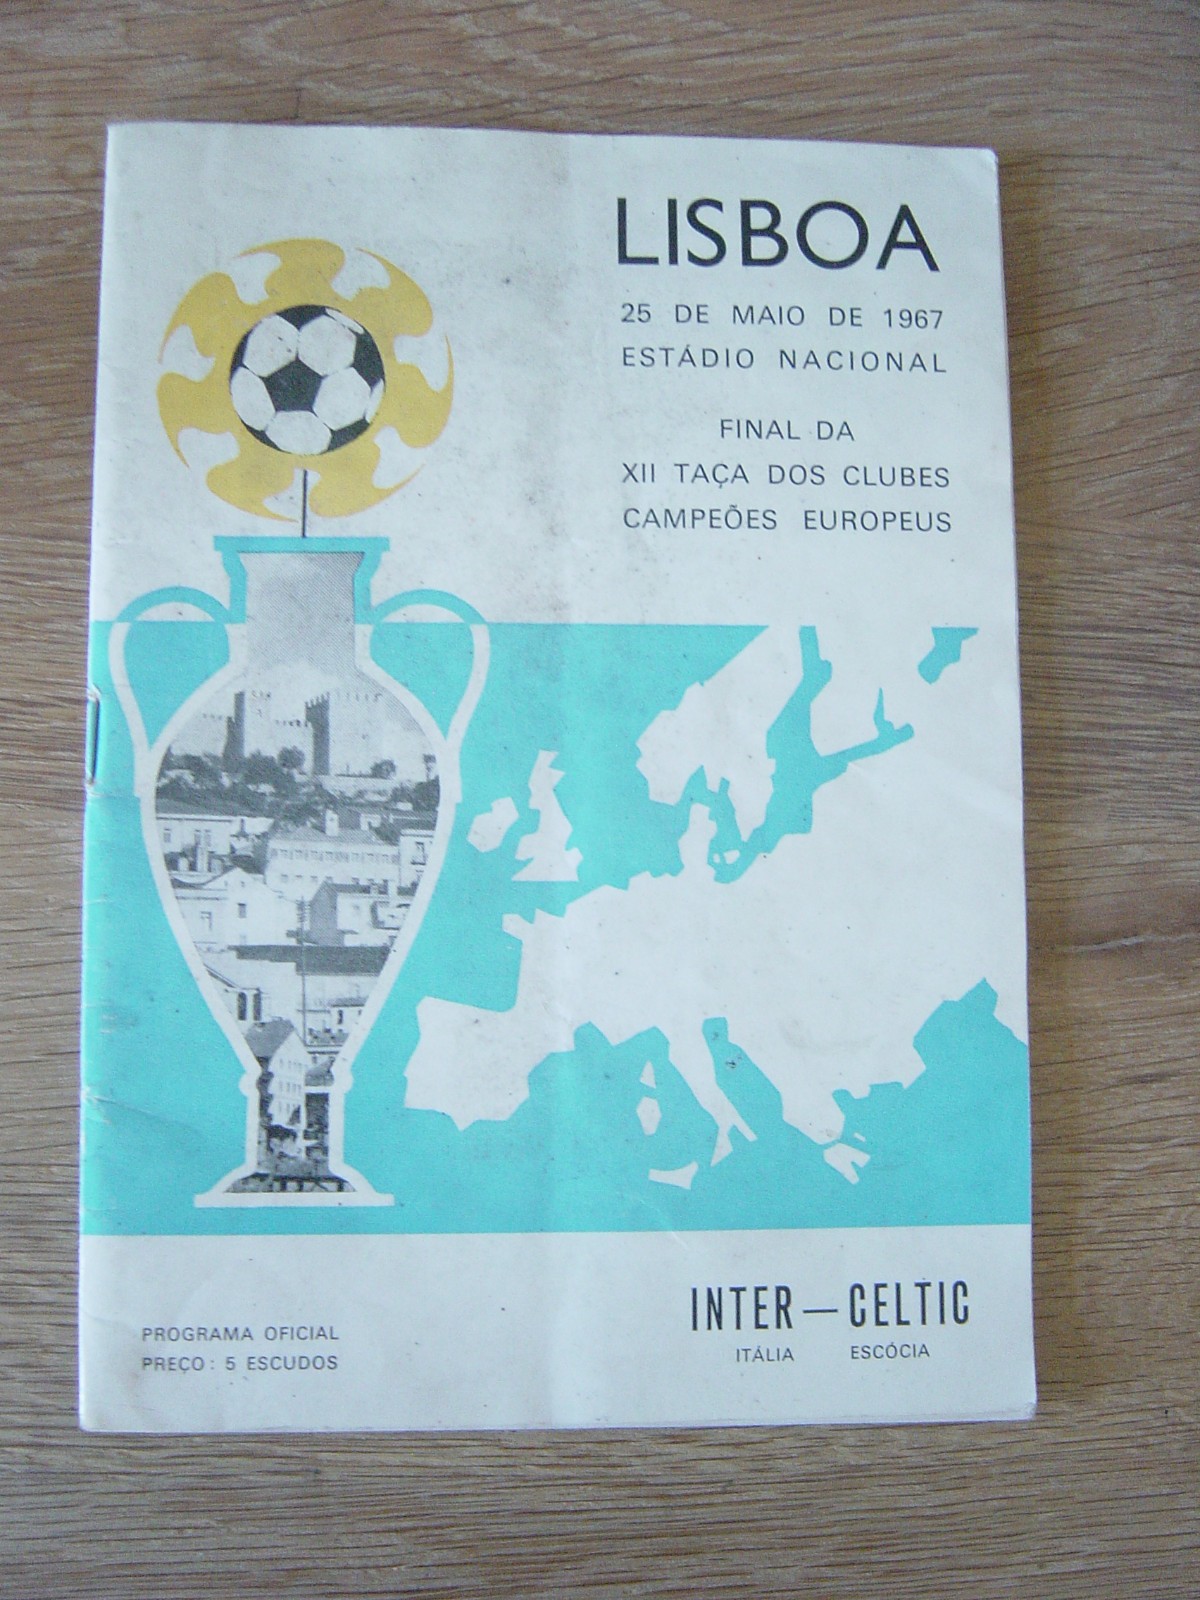 LISBOA
25 DE MAIO DE 1967
ESTÁDIO NACIONAL
FINAL DA
XII TAÇA DOS CLUBES
CAMPEÕES EUROPEUS
INTER — CELTIC
ITÁLIA ESCÓCIA
PROGRAMA OFICIAL
PREÇO: 5 ESCUDOS